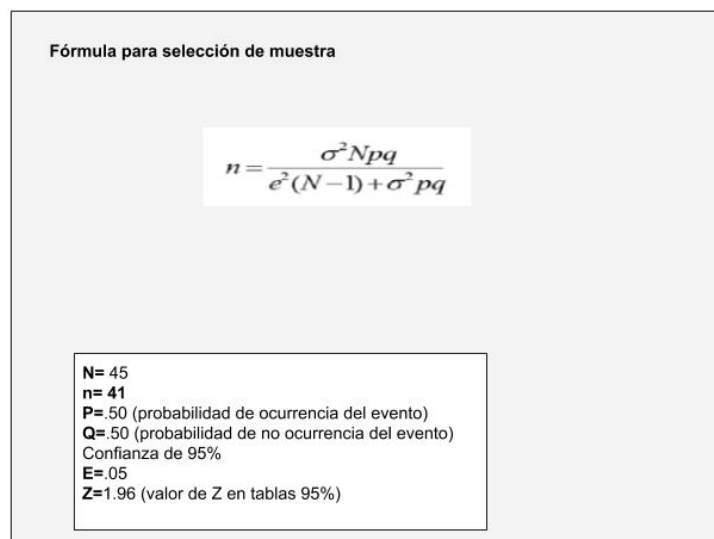 Fórmula para selección de muestra
n = σ²Npq / e²(N−1)+σ²pq
N= 45
n= 41
P=.50 (probabilidad de ocurrencia del evento)
Q=.50 (probabilidad de no ocurrencia del evento)
Confianza de 95%
E=.05
Z=1.96 (valor de Z en tablas 95%)